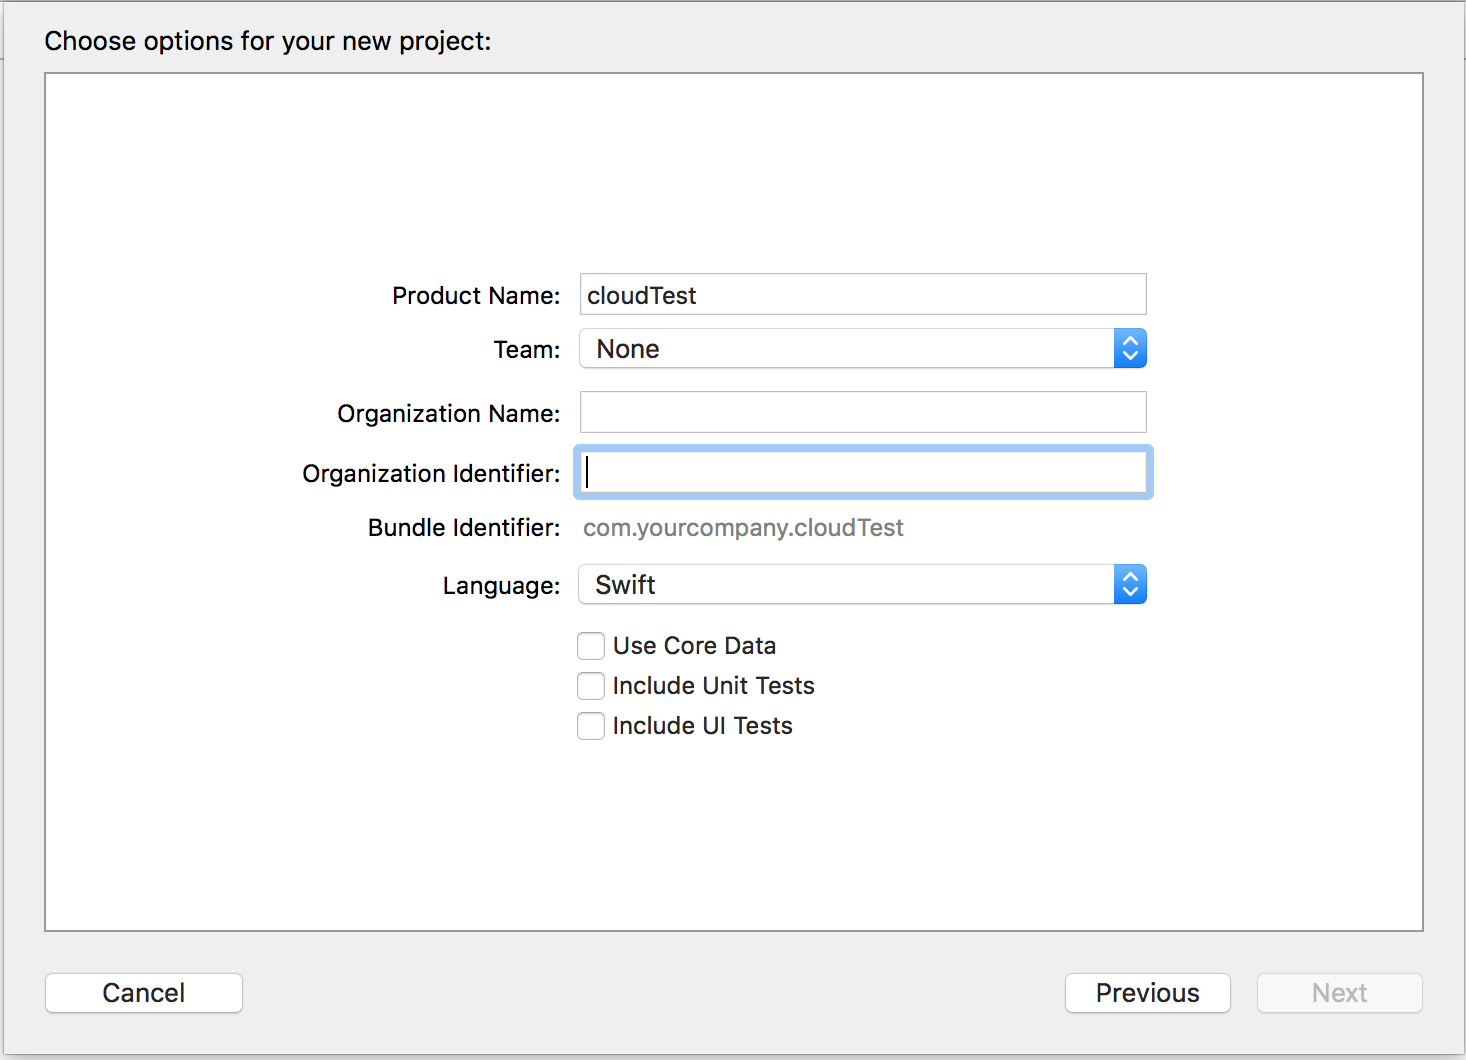 Choose options for your new project:
Product Name: cloudTest
Team: None
Organization Name:
Organization Identifier:
Bundle Identifier: com.yourcompany.cloudTest
Language: Swift
Use Core Data
Include Unit Tests
Include UI Tests
Cancel Previous Next